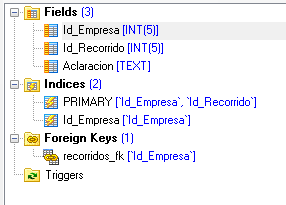 Fields (3)
Id_Empresa [INT(5)]
Id_Recorrido [INT(5)]
Aclaracion [TEXT]
Indices (2)
PRIMARY [`Id_Empresa`, `Id_Recorrido`]
Id_Empresa [`Id_Empresa`]
Foreign Keys (1)
recorridos_fk [`Id_Empresa`]
Triggers